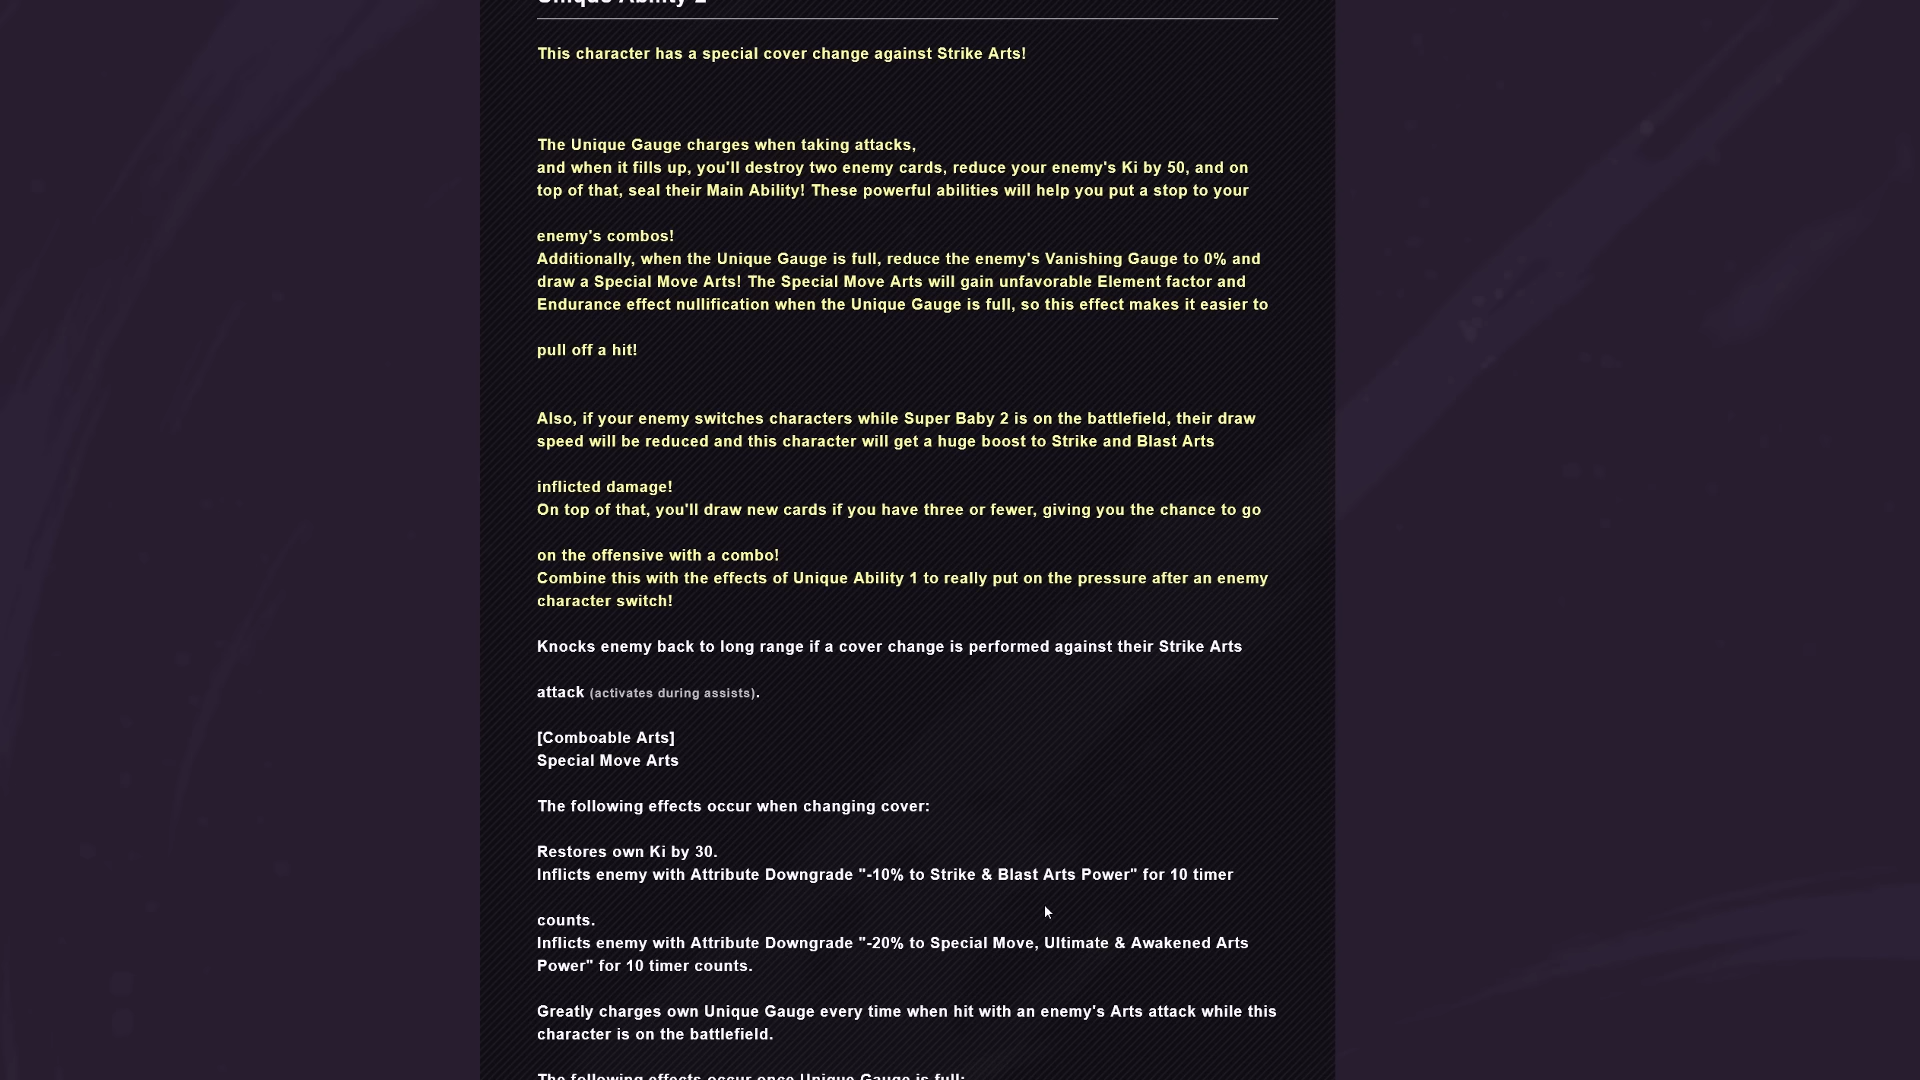 Unique Ability 2
This character has a special cover change against Strike Arts!
The Unique Gauge charges when taking attacks,
and when it fills up, you'll destroy two enemy cards, reduce your enemy's Ki by 50, and on
top of that, seal their Main Ability! These powerful abilities will help you put a stop to your
enemy's combos!
Additionally, when the Unique Gauge is full, reduce the enemy's Vanishing Gauge to 0% and
draw a Special Move Arts! The Special Move Arts will gain unfavorable Element factor and
Endurance effect nullification when the Unique Gauge is full, so this effect makes it easier to
pull off a hit!
Also, if your enemy switches characters while Super Baby 2 is on the battlefield, their draw
speed will be reduced and this character will get a huge boost to Strike and Blast Arts
inflicted damage!
On top of that, you'll draw new cards if you have three or fewer, giving you the chance to go
on the offensive with a combo!
Combine this with the effects of Unique Ability 1 to really put on the pressure after an enemy
character switch!
Knocks enemy back to long range if a cover change is performed against their Strike Arts
attack (activates during assists).
[Comboable Arts]
Special Move Arts
The following effects occur when changing cover:
Restores own Ki by 30.
Inflicts enemy with Attribute Downgrade "-10% to Strike & Blast Arts Power" for 10 timer
counts.
Inflicts enemy with Attribute Downgrade "-20% to Special Move, Ultimate & Awakened Arts
Power" for 10 timer counts.
Greatly charges own Unique Gauge every time when hit with an enemy's Arts attack while this
character is on the battlefield.
The following effects occur once Unique Gauge is full: